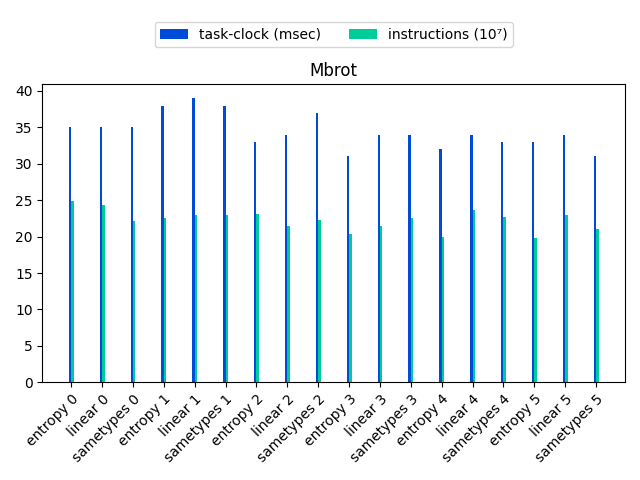 task-clock (msec)
instructions (10⁷)
Mbrot
40
35
30
25
20
15
10
5
0
entropy 0
linear 0
sametypes 0
entropy 1
linear 1
sametypes 1
entropy 2
linear 2
sametypes 2
entropy 3
linear 3
sametypes 3
entropy 4
linear 4
sametypes 4
entropy 5
linear 5
sametypes 5